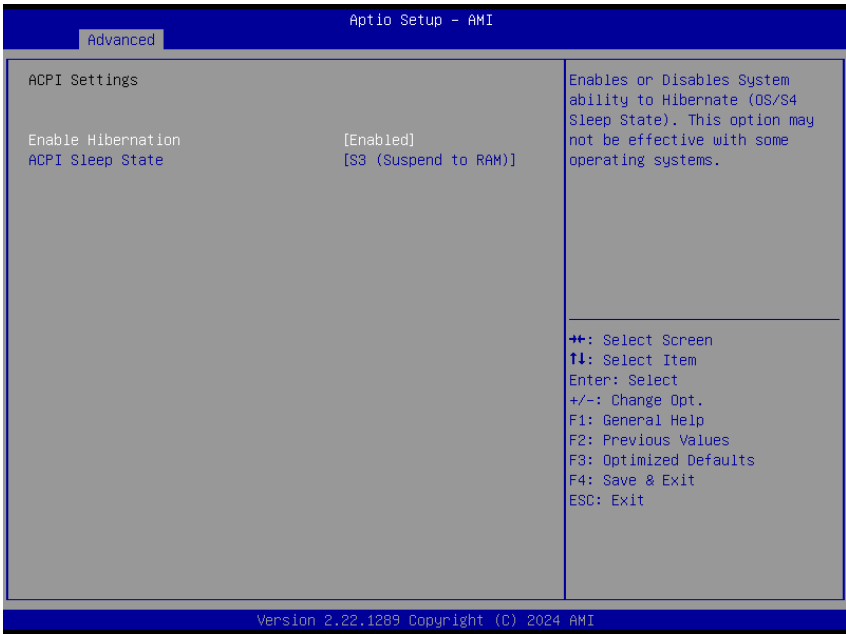 Aptio Setup – AMI
Advanced
ACPI Settings
Enable Hibernation [Enabled]
ACPI Sleep State [S3 (Suspend to RAM)]
Enables or Disables System
ability to Hibernate (OS/S4
Sleep State). This option may
not be effective with some
operating systems.
→←: Select Screen
↑↓: Select Item
Enter: Select
+/-: Change Opt.
F1: General Help
F2: Previous Values
F3: Optimized Defaults
F4: Save & Exit
ESC: Exit
Version 2.22.1289 Copyright (C) 2024 AMI